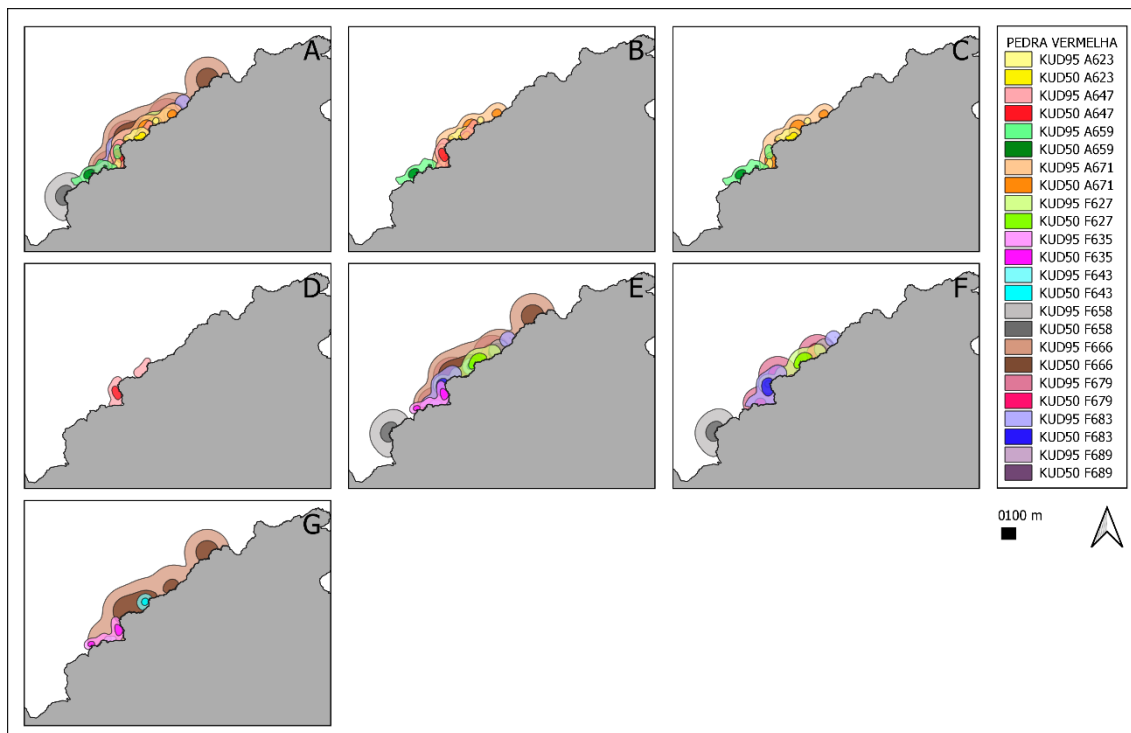 A
B
C
D
E
F
G
PEDRA VERMELHA
KUD95 A623
KUD50 A623
KUD95 A647
KUD50 A647
KUD95 A659
KUD50 A659
KUD95 A671
KUD50 A671
KUD95 F627
KUD50 F627
KUD95 F635
KUD50 F635
KUD95 F643
KUD50 F643
KUD95 F658
KUD50 F658
KUD95 F666
KUD50 F666
KUD95 F679
KUD50 F679
KUD95 F683
KUD50 F683
KUD95 F689
KUD50 F689
0100 m